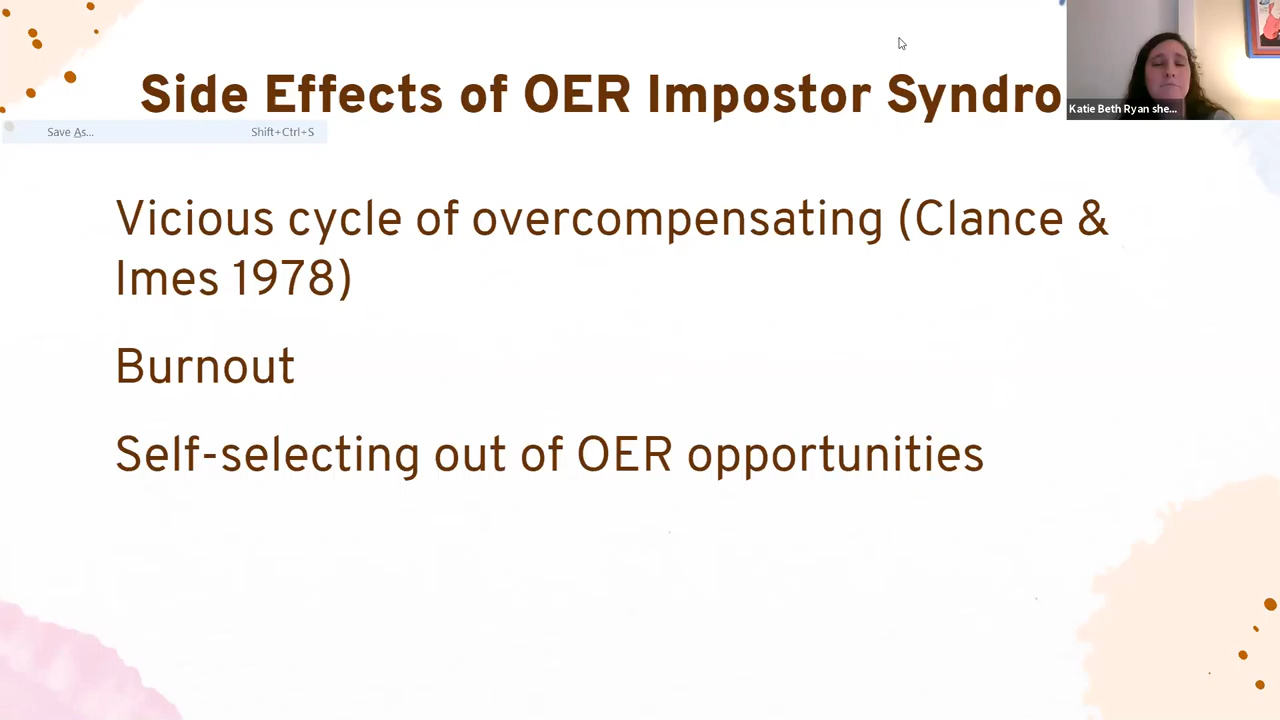 Side Effects of OER Impostor Syndro
Katie Beth Ryan she...
Save As... Shift+Ctrl+S
Vicious cycle of overcompensating (Clance &
Imes 1978)
Burnout
Self-selecting out of OER opportunities